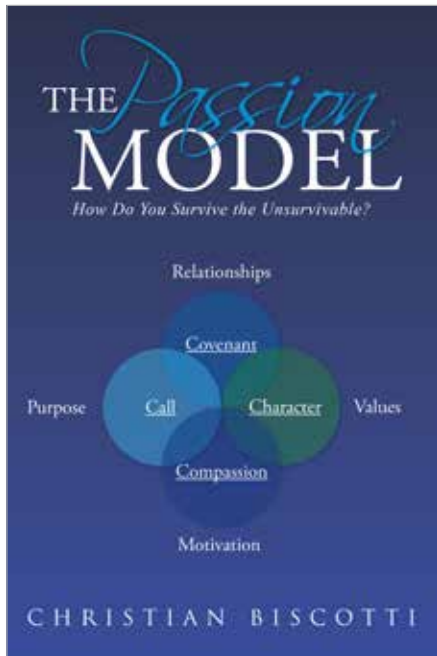 THE Passion
MODEL
How Do You Survive the Unsurvivable?
Relationships
Covenant
Purpose Call Character Values
Compassion
Motivation
CHRISTIAN BISCOTTI